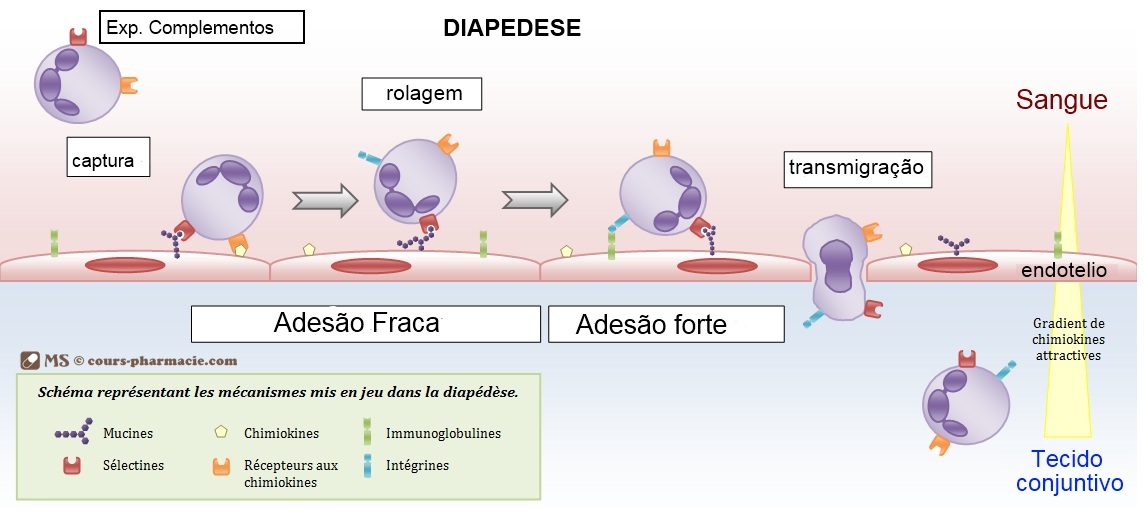 Exp. Complementos
DIAPEDESE
rolagem
Sangue
captura
transmigração
endotelio
Adesão Fraca
Adesão forte
Gradient de
chimiokines
attractives
MS © cours-pharmacie.com
Schéma représentant les mécanismes mis en jeu dans la diapédèse.
Mucines
Chimiokines
Immunoglobulines
Sélectines
Récepteurs aux
chimiokines
Intégrines
Tecido
conjuntivo